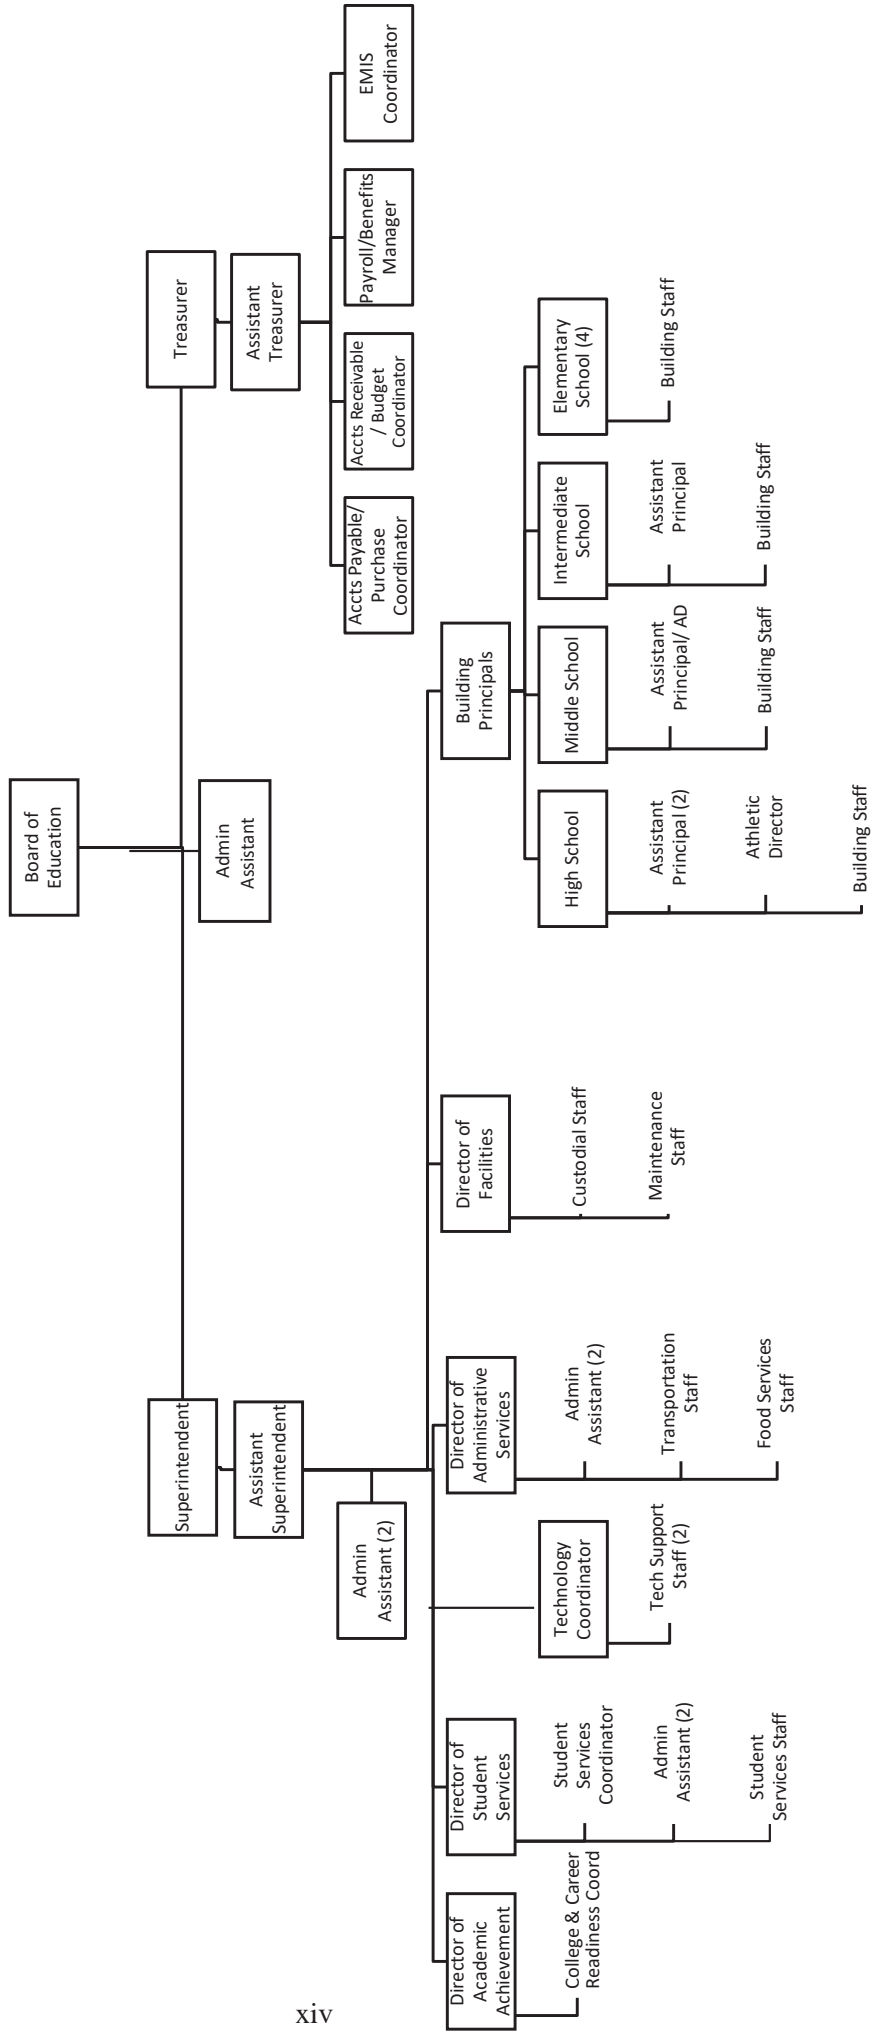 Board of
Education
Admin
Assistant
Superintendent
Treasurer
Assistant
Superintendent
Assistant
Treasurer
Admin
Assistant (2)
Accts Payable/
Purchase
Coordinator
Accts Receivable
/ Budget
Coordinator
Payroll/Benefits
Manager
EMIS
Coordinator
Director of
Academic
Achievement
College & Career
Readiness Coord
Director of
Student
Services
Student
Services
Coordinator
Admin
Assistant (2)
Student
Services Staff
Technology
Coordinator
Tech Support
Staff (2)
Director of
Administrative
Services
Admin
Assistant (2)
Transportation
Staff
Food Services
Staff
Director of
Facilities
Custodial Staff
Maintenance
Staff
Building
Principals
High School
Assistant
Principal (2)
Athletic
Director
Building Staff
Middle School
Assistant
Principal/ AD
Building Staff
Intermediate
School
Assistant
Principal
Building Staff
Elementary
School (4)
Building Staff
xiv